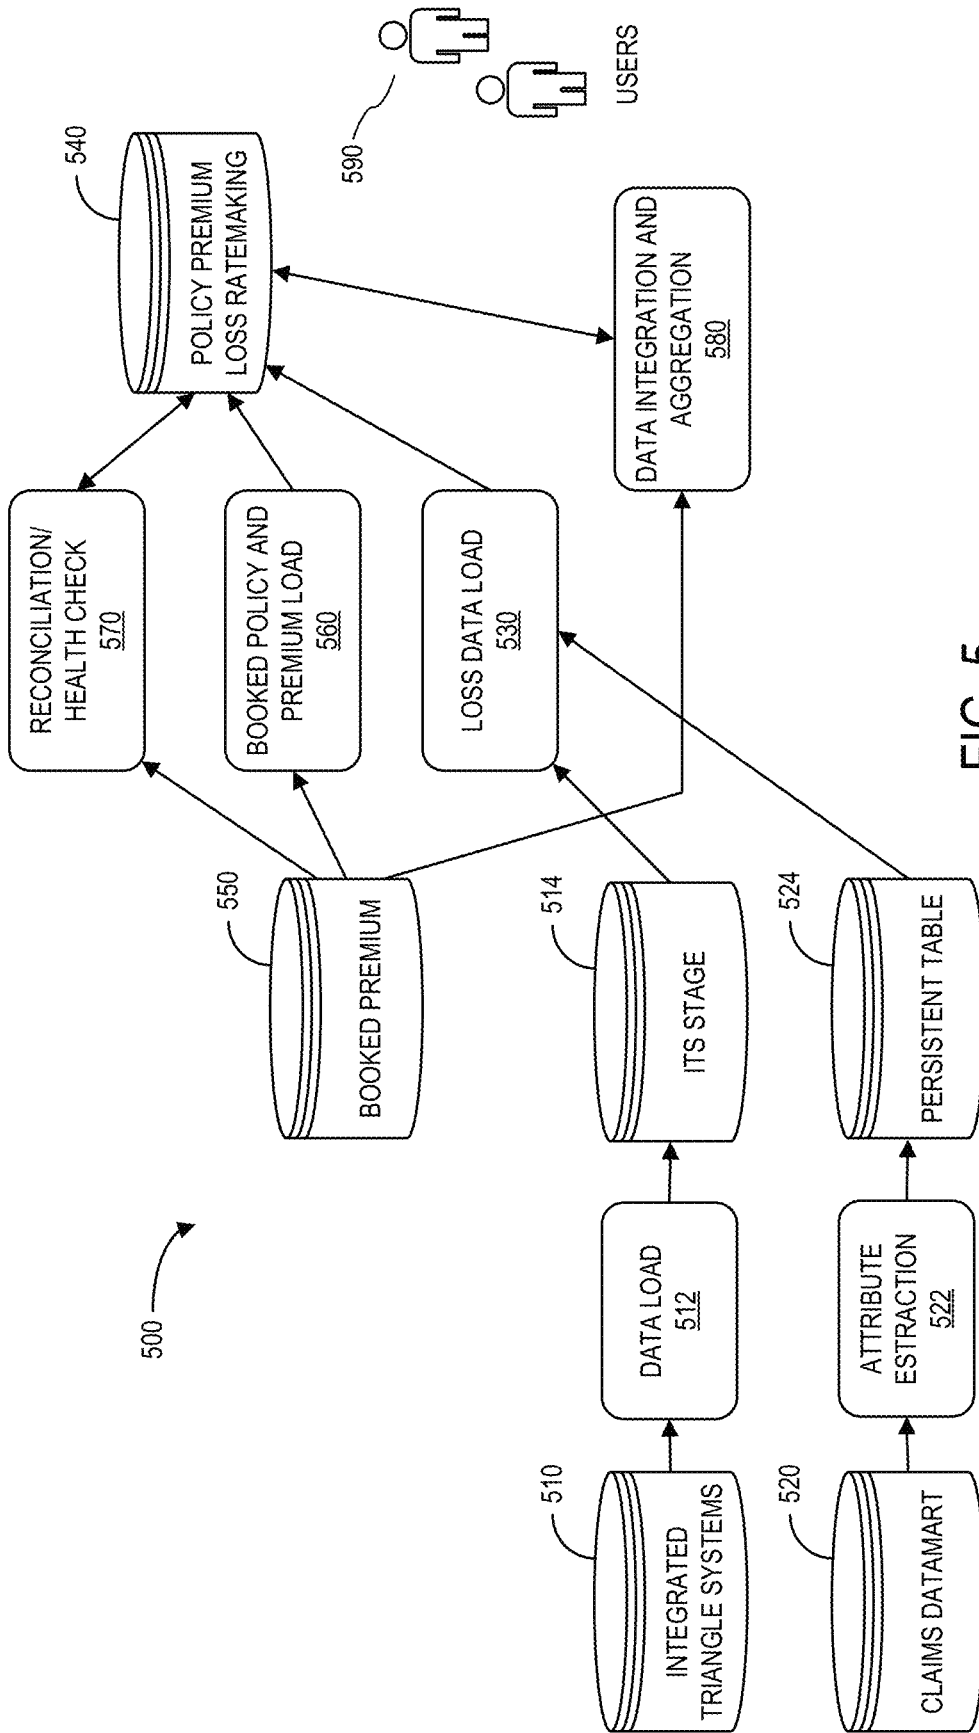 500
510
INTEGRATED
TRIANGLE SYSTEMS
DATA LOAD
512
514
ITS STAGE
520
CLAIMS DATAMART
ATTRIBUTE
ESTRACTION
522
524
PERSISTENT TABLE
550
BOOKED PREMIUM
RECONCILIATION/
HEALTH CHECK
570
BOOKED POLICY AND
PREMIUM LOAD
560
LOSS DATA LOAD
530
540
POLICY PREMIUM
LOSS RATEMAKING
DATA INTEGRATION AND
AGGREGATION
580
590
USERS
FIG. 5